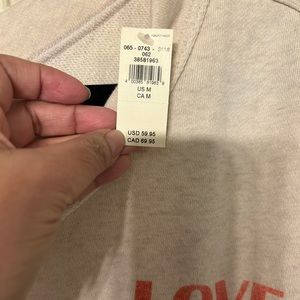 065 - 0743 - 0118
062
38581963
US M
CA M
USD 59.95
CAD 69.95
LOVE